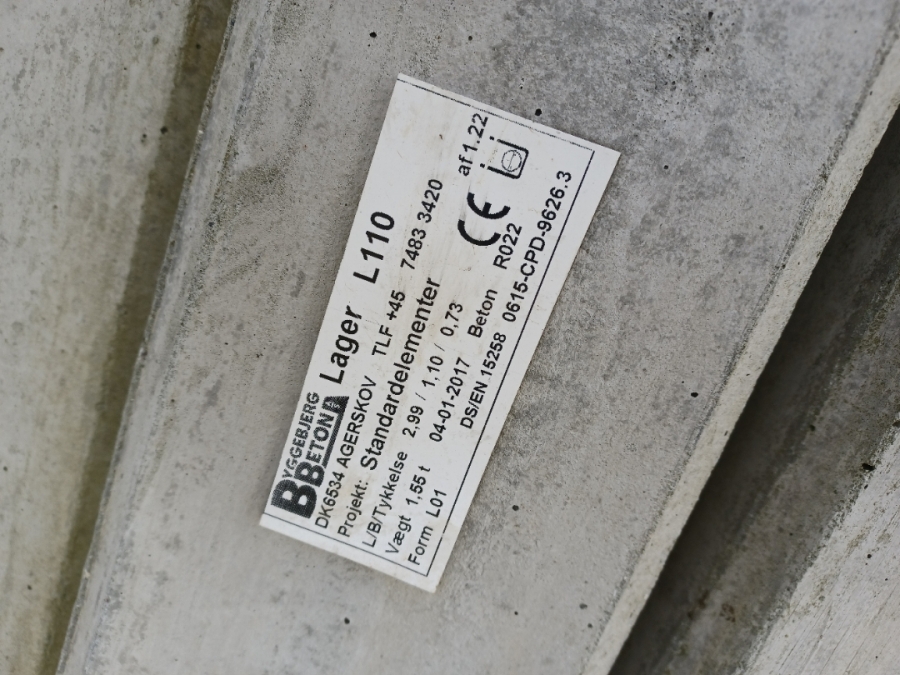 BYGGEBJERG
BETON A/S Lager L110
DK6534 AGERSKOV TLF +45 7483 3420
Projekt: Standardelementer af 1.22
L/B/Tykkelse 2,99 / 1,10 / 0,73
Vægt 1.55 t 04-01-2017 Beton R022
Form L01 DS/EN 15258 0615-CPD-9626.3
CE